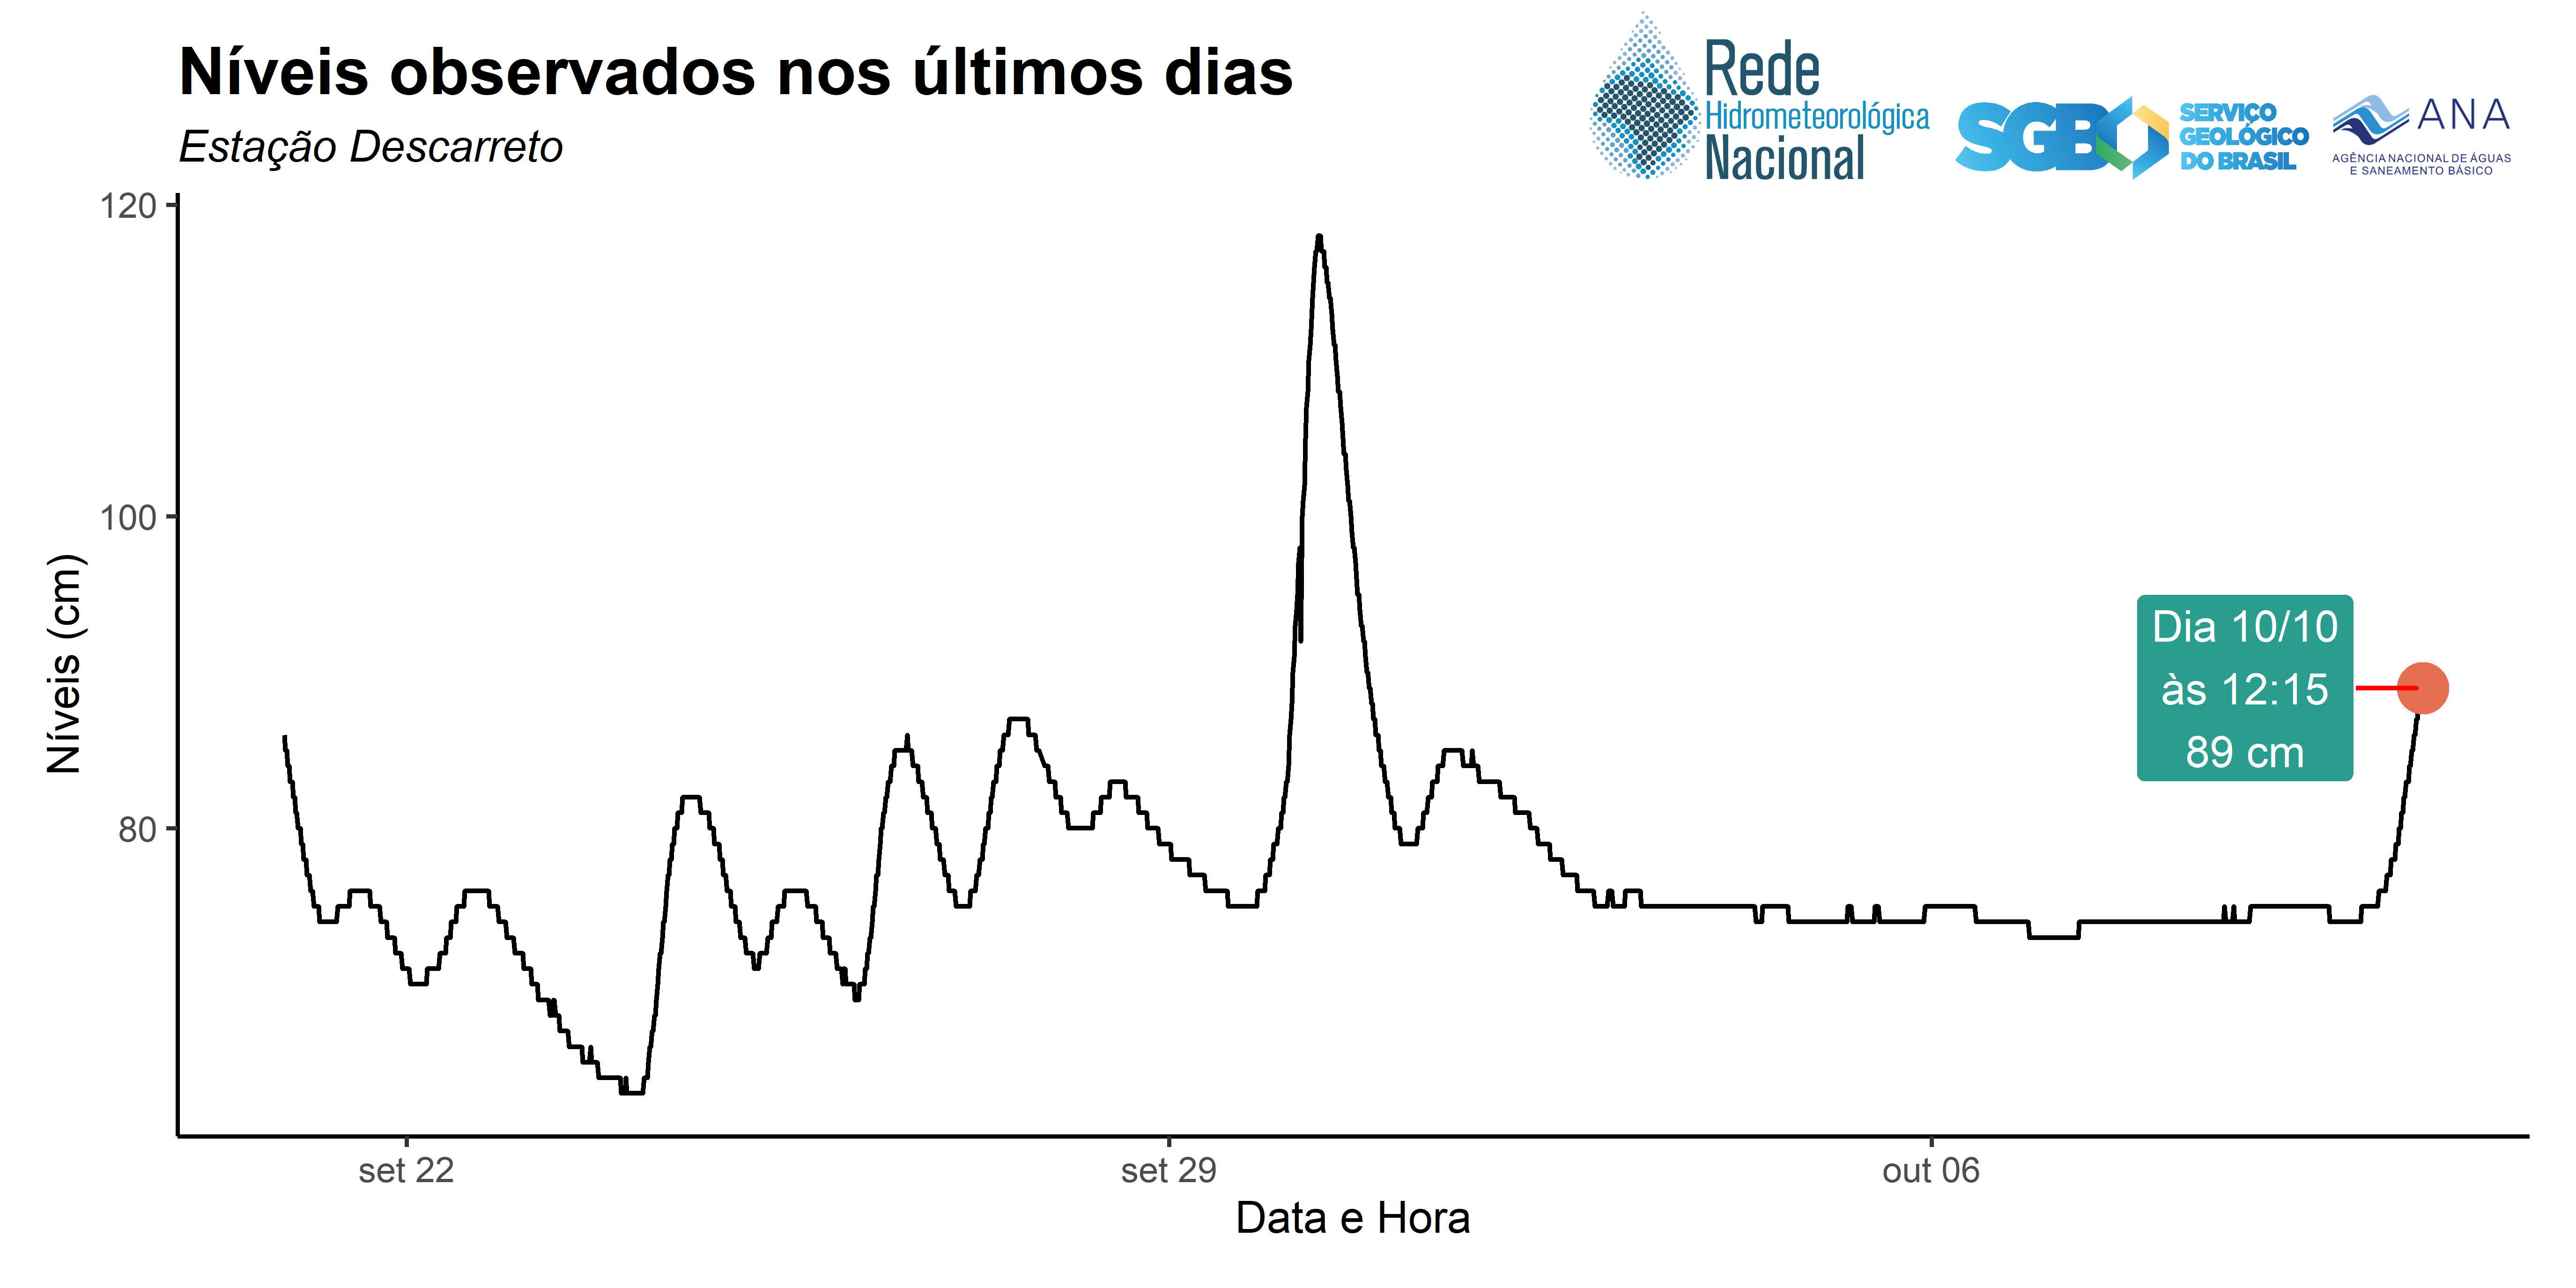 Níveis observados nos últimos dias
Estação Descarreto
Rede
Hidrometeorológica
Nacional
SGB
SERVIÇO
GEOLÓGICO
DO BRASIL
ANA
AGÊNCIA NACIONAL DE ÁGUAS
E SANEAMENTO BÁSICO
120
100
80
Níveis (cm)
Dia 10/10
às 12:15
89 cm
set 22
set 29
out 06
Data e Hora